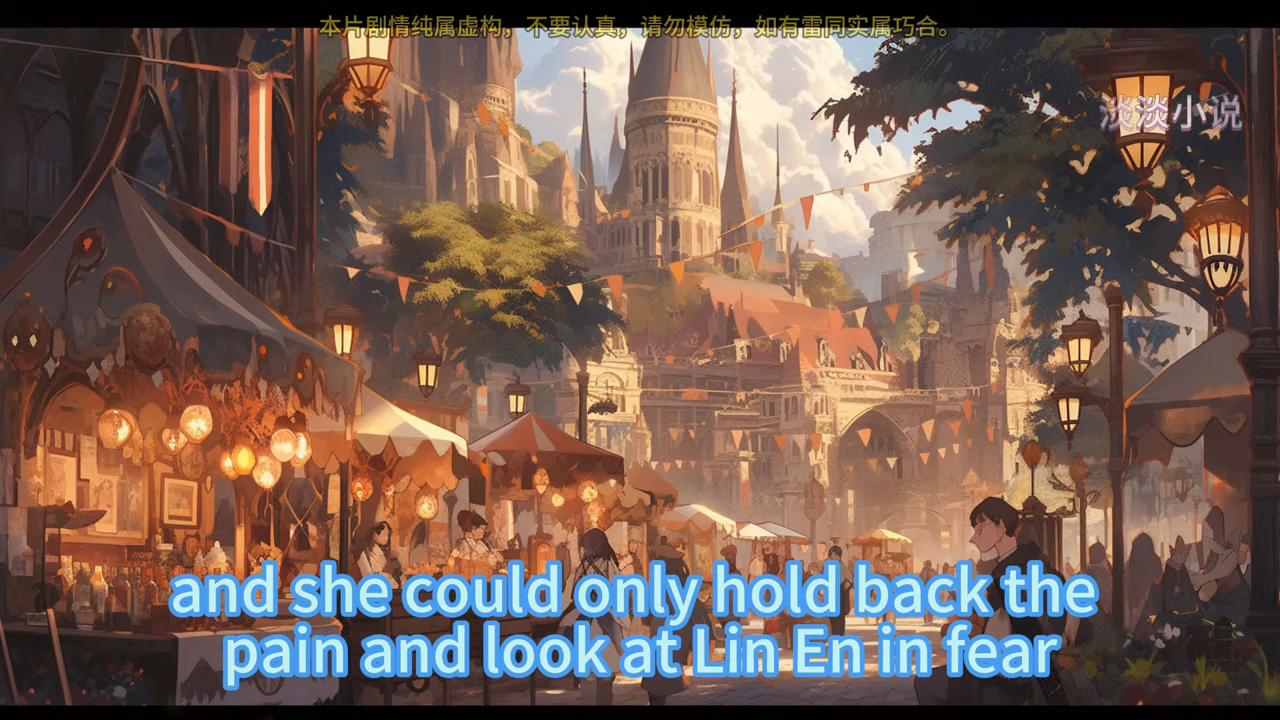 本片剧情纯属虚构，不要认真，请勿模仿，如有雷同实属巧合。
淡淡小说
and she could only hold back the
pain and look at Lin En in fear